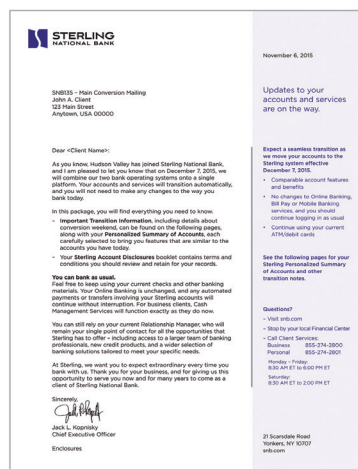 STERLING
NATIONAL BANK
November 6, 2015
SNB135 - Main Conversion Mailing
John A. Client
123 Main Street
Anytown, USA 00000
Updates to your
accounts and services
are on the way.
Dear <Client Name>:
As you know, Hudson Valley has joined Sterling National Bank,
and I am pleased to let you know that on December 7, 2015, we
will combine our two bank operating systems onto a single
platform. Your accounts and services will transition automatically,
and you will not need to make any changes to the way you
bank today.
In this package, you will find everything you need to know.
- Important Transition Information, including details about
conversion weekend, can be found on the following pages,
along with your Personalized Summary of Accounts, each
carefully selected to bring you features that are similar to the
accounts you have today.
- Your Sterling Account Disclosures booklet contains terms and
conditions you should review and retain for your records.
You can bank as usual.
Feel free to keep using your current checks and other banking
materials. Your Online Banking is unchanged, and any automated
payments or transfers involving your Sterling accounts will
continue without interruption. For business clients, Cash
Management Services will function exactly as they do now.
You can still rely on your current Relationship Manager, who will
remain your single point of contact for all the opportunities that
Sterling has to offer - including access to a larger team of banking
professionals, new credit products, and a wider selection of
banking solutions tailored to meet your specific needs.
At Sterling, we want you to expect extraordinary every time you
bank with us. Thank you for your business, and for giving us this
opportunity to serve you now and for many years to come as a
client of Sterling National Bank.
Sincerely,
Jack L. Kopnisky
Chief Executive Officer
Enclosures
Expect a seamless transition as
we move your accounts to the
Sterling system effective
December 7, 2015.
• Comparable account features
and benefits
• No changes to Online Banking,
Bill Pay or Mobile Banking
services, and you should
continue logging in as usual
• Continue using your current
ATM/debit cards
See the following pages for your
Sterling Personalized Summary
of Accounts and other
transition notes.
Questions?
- Visit snb.com
- Stop by your local Financial Center
- Call Client Services:
Business 855-274-2800
Personal 855-274-2801
Monday – Friday:
8:30 AM ET to 6:00 PM ET
Saturday:
8:30 AM ET to 2:00 PM ET
21 Scarsdale Road
Yonkers, NY 10707
snb.com